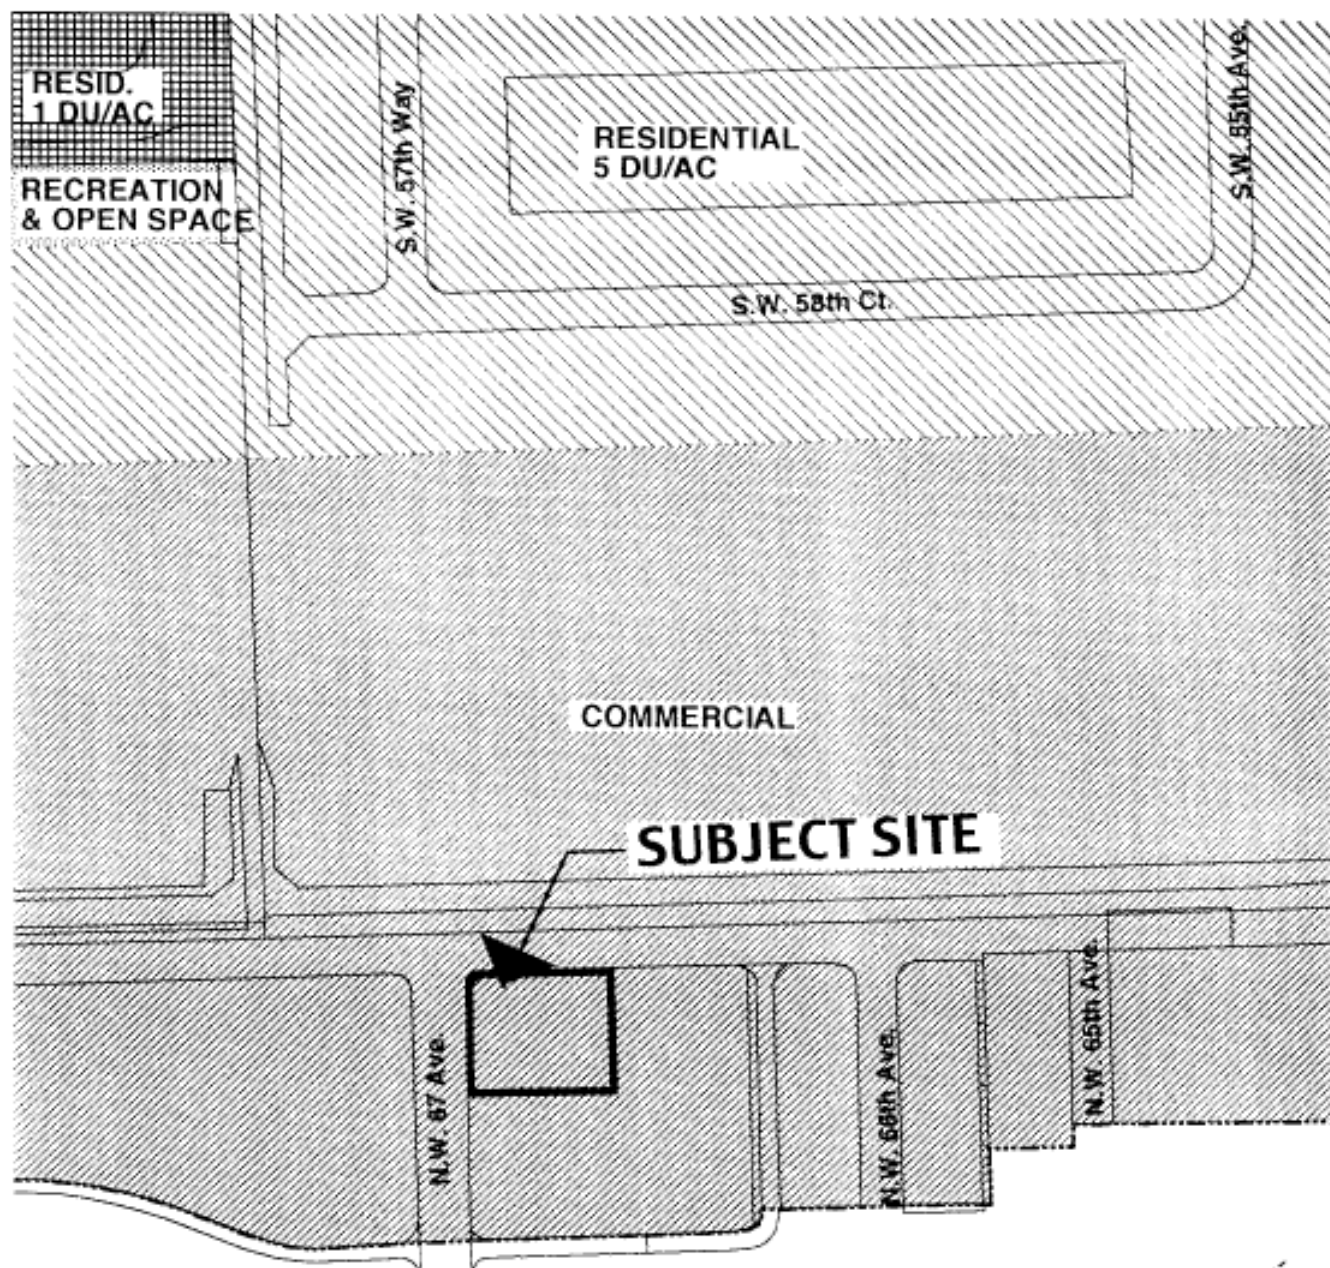 RESID.
1 DU/AC
RECREATION
& OPEN SPACE
S.W. 57th Way
RESIDENTIAL
5 DU/AC
S.W. 55th Ave.
S.W. 58th Ct.
COMMERCIAL
SUBJECT SITE
N.W. 67 Ave.
N.W. 66th Ave.
N.W. 65th Ave.